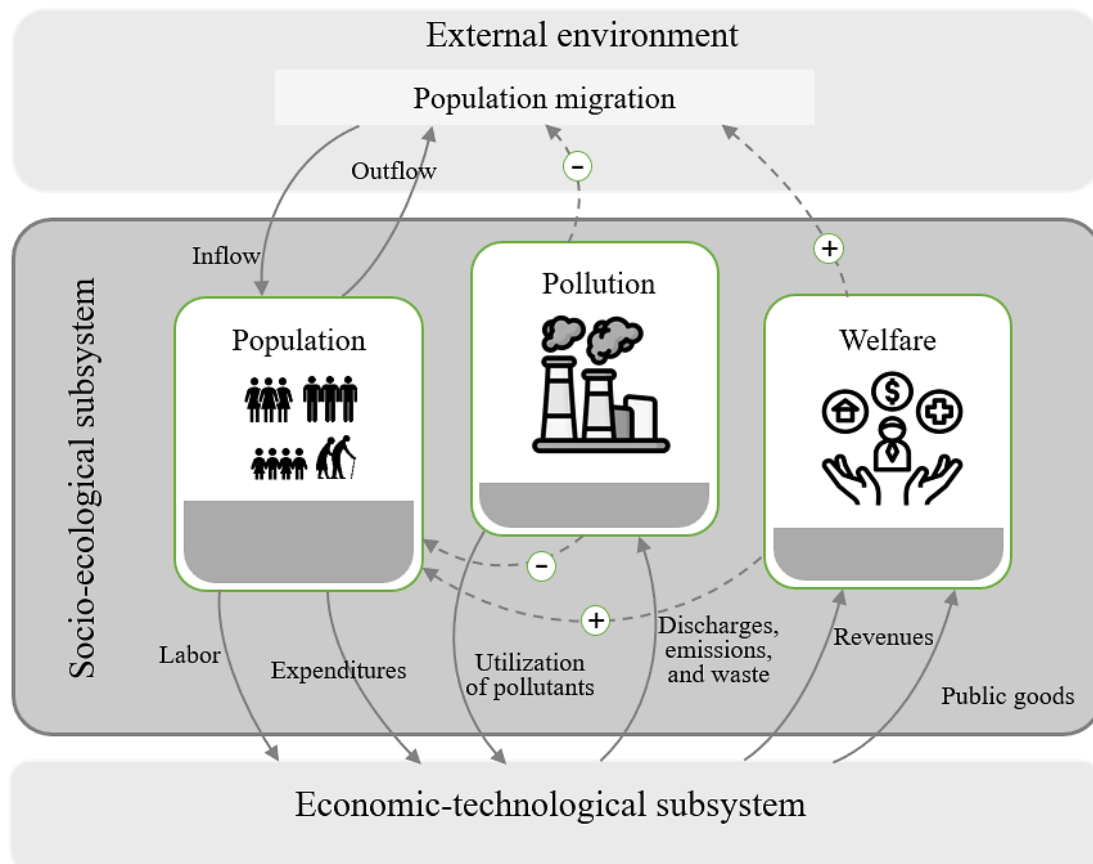 External environment
Population migration
Outflow
-
Inflow
+
Socio-ecological subsystem
Population
Pollution
Welfare
$
-
+
Labor
Expenditures
Utilization
of pollutants
Discharges,
emissions,
and waste
Revenues
Public goods
Economic-technological subsystem